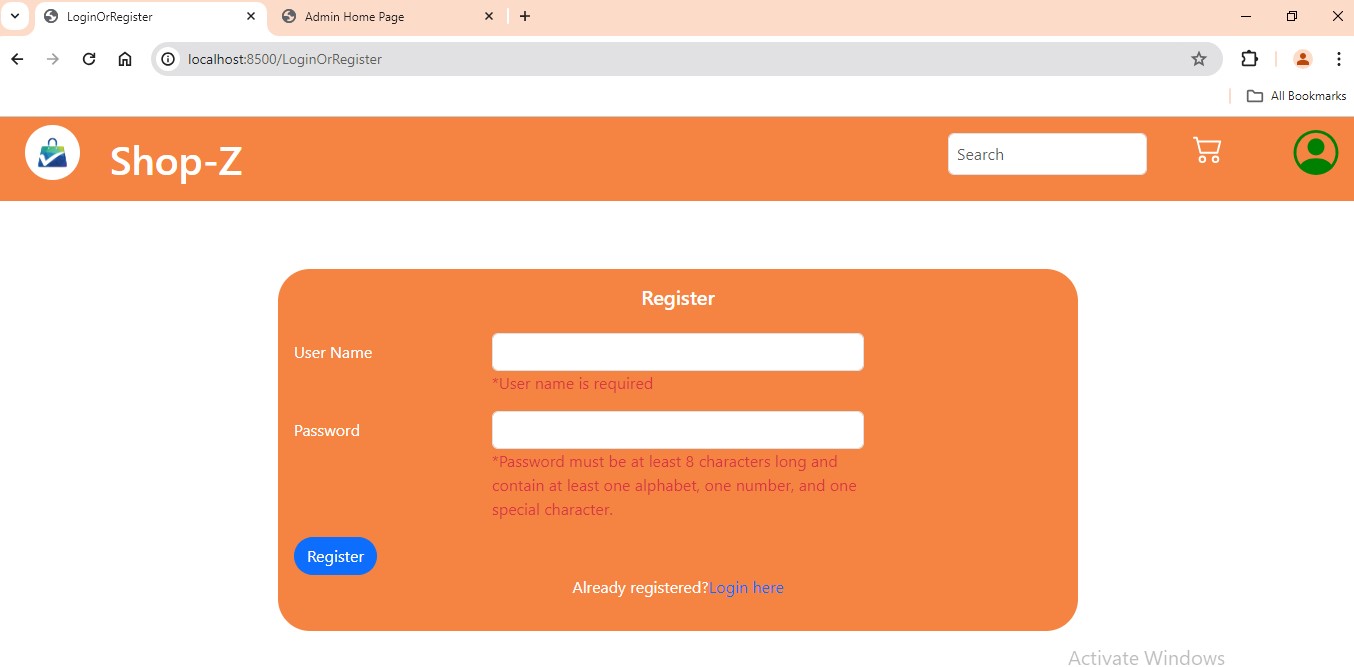 LoginOrRegister
Admin Home Page
localhost:8500/LoginOrRegister
All Bookmarks
Shop-Z
Search
Register
User Name
*User name is required
Password
*Password must be at least 8 characters long and
contain at least one alphabet, one number, and one
special character.
Register
Already registered?Login here
Activate Windows